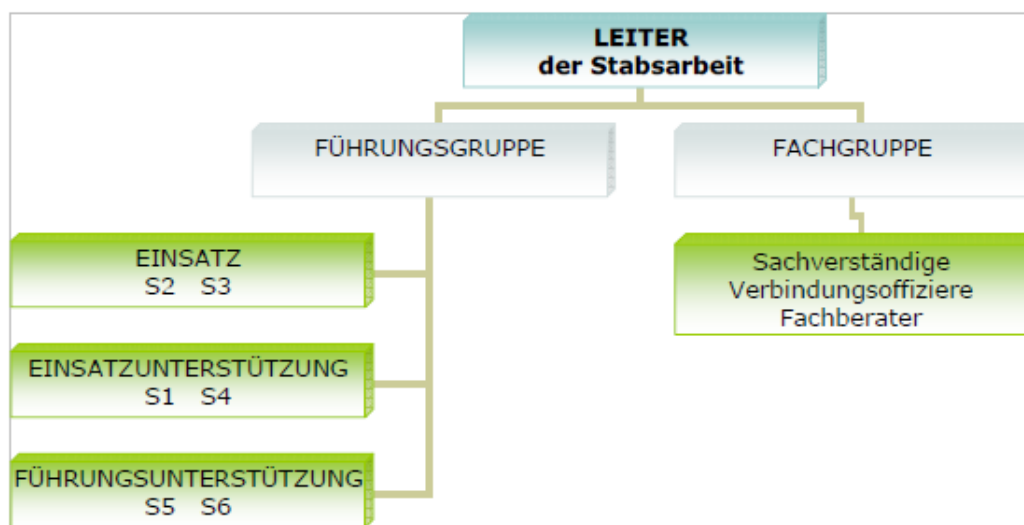 LEITER
der Stabsarbeit
FÜHRUNGSGRUPPE
FACHGRUPPE
EINSATZ
S2 S3
EINSATZUNTERSTÜTZUNG
S1 S4
FÜHRUNGSUNTERSTÜTZUNG
S5 S6
Sachverständige
Verbindungsoffiziere
Fachberater